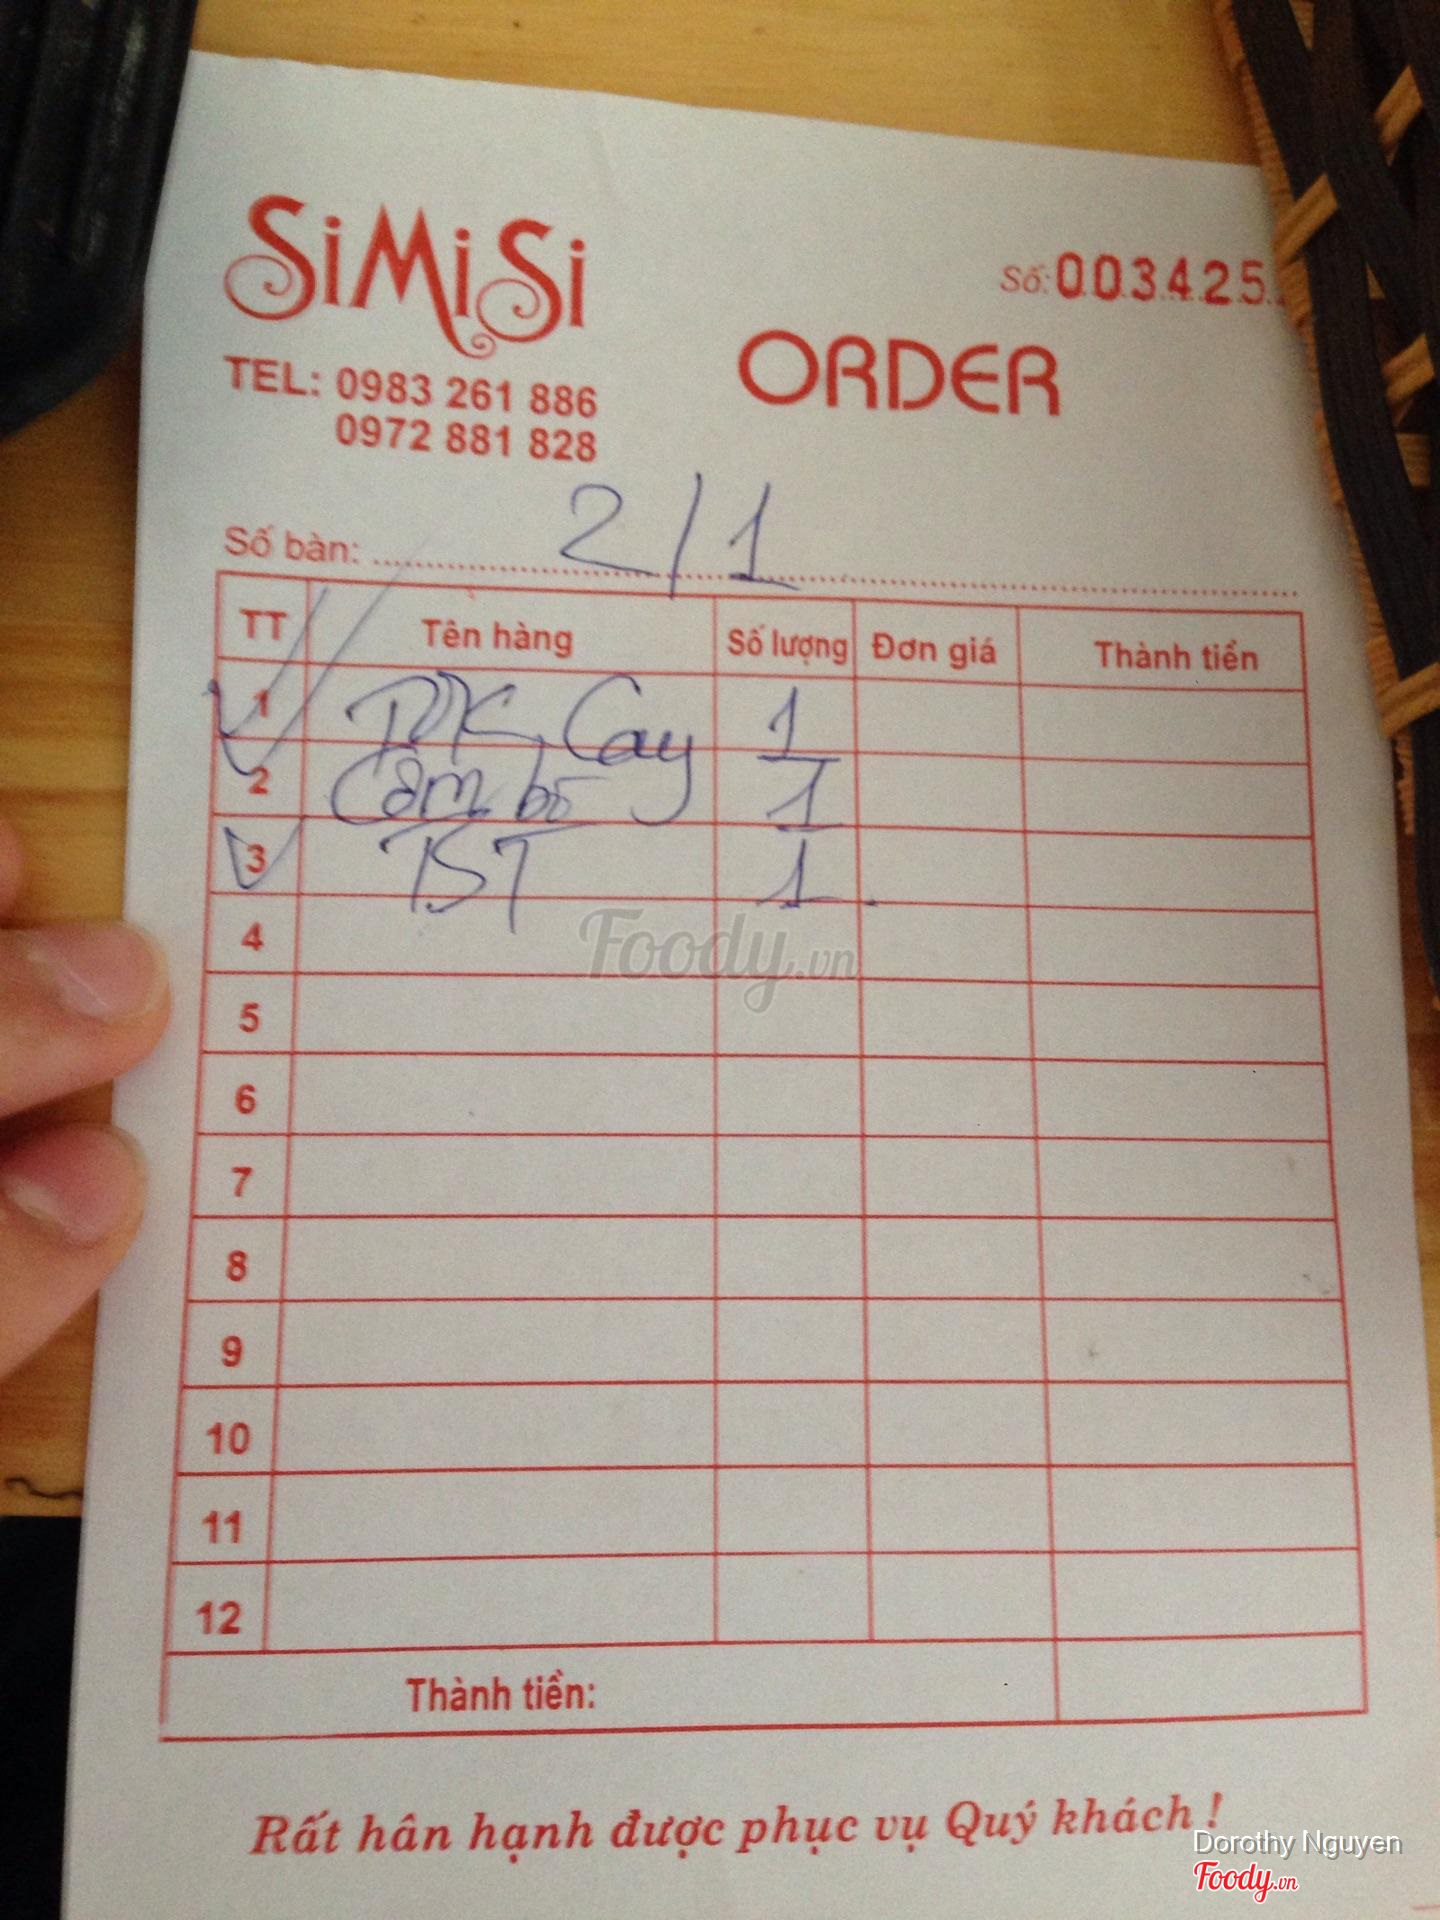 SiMiSi
Số: 003425
ORDER
TEL: 0983 261 886
0972 881 828
Số bàn: 2/1
TT Tên hàng Số lượng Đơn giá Thành tiền
1 Cay 1
2 Cơm bò 1
3 TST 1
4
Foody.vn
5
6
7
8
9
10
11
12
Thành tiền:
Rất hân hạnh được phục vụ Quý khách!
Dorothy Nguyen
Foody.vn